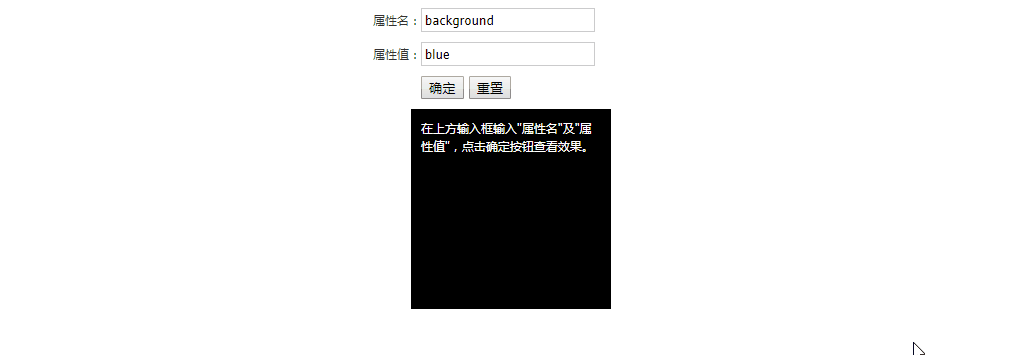 属性名：background
属性值：blue
确定 重置
在上方输入框输入"属性名"及"属
性值"，点击确定按钮查看效果。